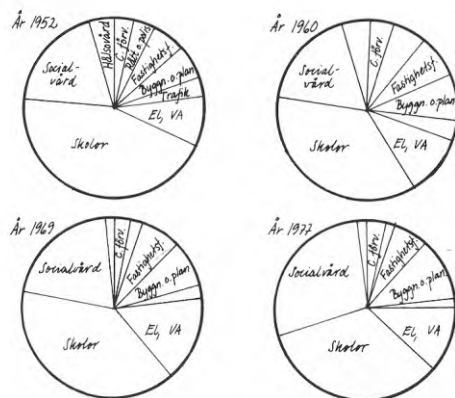 År 1952
Hälsovård
C. förv.
Rätt o. polis
Fastighetsf.
Byggn. o. plan
Trafik
El, VA
Skolor
Social-
vård
År 1960
C. förv.
Fastighetsf.
Byggn. o. plan
El, VA
Skolor
Social-
vård
År 1969
C. förv.
Fastighetsf.
Byggn. o. plan
El, VA
Skolor
Socialvård
År 1977
C. förv.
Fastighetsf.
Byggn. o. plan
El, VA
Skolor
Socialvård